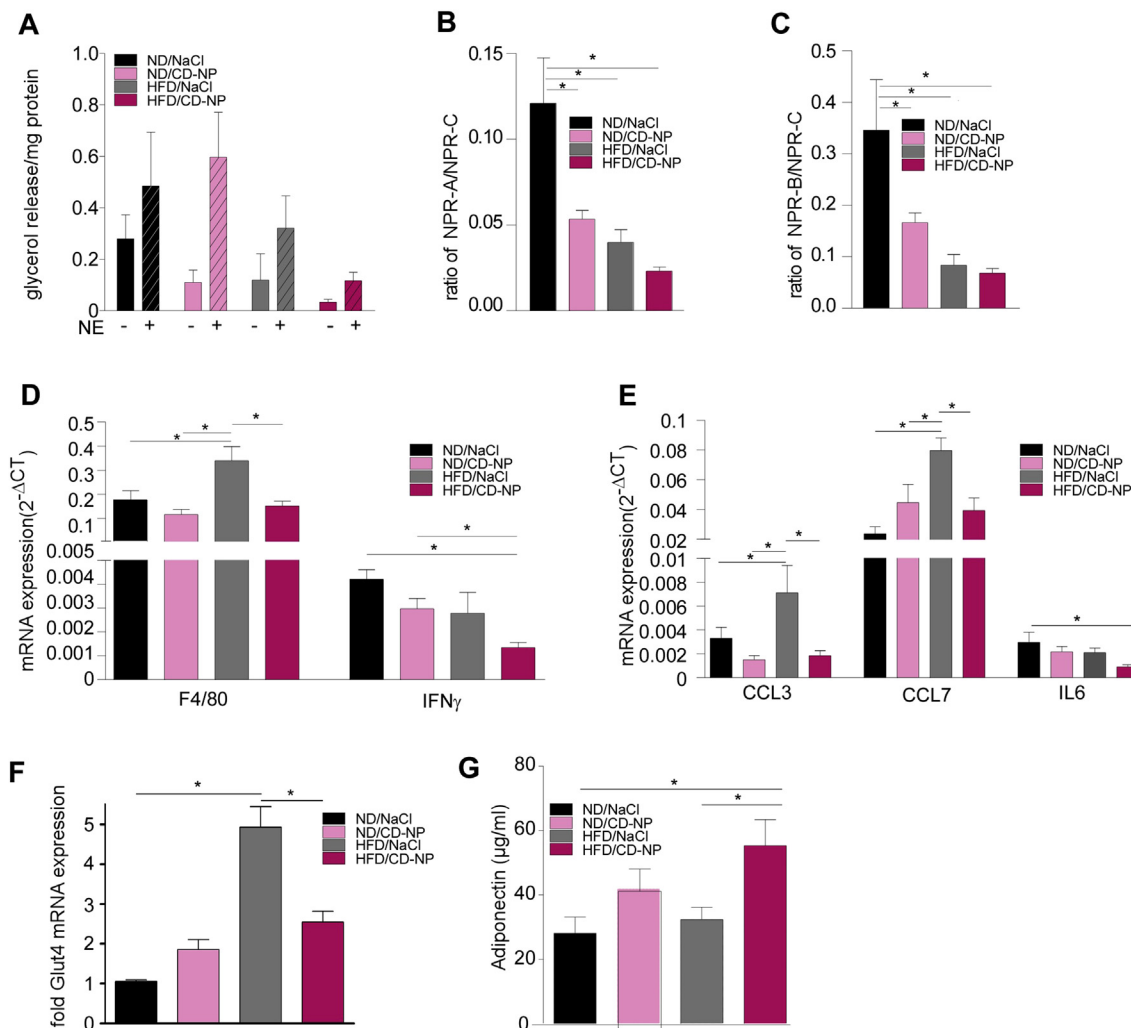 A
glycerol release/mg protein
1.0
0.8
0.6
0.4
0.2
0
ND/NaCl
ND/CD-NP
HFD/NaCl
HFD/CD-NP
NE - + - + - + - +
B
ratio of NPR-A/NPR-C
0.15
0.10
0.05
0.00
* * *
ND/NaCl
ND/CD-NP
HFD/NaCl
HFD/CD-NP
C
ratio of NPR-B/NPR-C
0.5
0.4
0.3
0.2
0.1
0.0
* * *
ND/NaCl
ND/CD-NP
HFD/NaCl
HFD/CD-NP
D
mRNA expression(2-ΔCT)
0.5
0.4
0.3
0.2
0.1
0.005
0.004
0.003
0.002
0.001
0
* * *
* *
ND/NaCl
ND/CD-NP
HFD/NaCl
HFD/CD-NP
F4/80 IFNγ
E
mRNA expression(2-ΔCT)
0.1
0.08
0.06
0.04
0.02
0.01
0.008
0.006
0.004
0.002
0
* * *
* * *
*
ND/NaCl
ND/CD-NP
HFD/NaCl
HFD/CD-NP
CCL3 CCL7 IL6
F
fold Glut4 mRNA expression
5
4
3
2
1
0
* *
ND/NaCl
ND/CD-NP
HFD/NaCl
HFD/CD-NP
G
Adiponectin (µg/ml)
80
60
40
20
0
* *
ND/NaCl
ND/CD-NP
HFD/NaCl
HFD/CD-NP